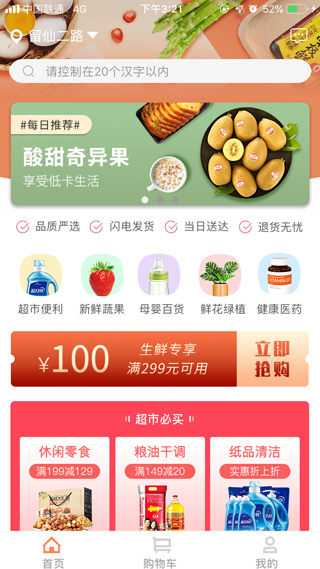 中国联通 4G 下午3:21
留仙二路
请控制在20个汉字以内
#每日推荐#
酸甜奇异果
享受低卡生活
品质严选 闪电发货 当日送达 退货无忧
超市便利 新鲜蔬果 母婴百货 鲜花绿植 健康医药
¥100 生鲜专享 满299元可用 立即抢购
超市必买
休闲零食 粮油干调 纸品清洁
满199减129 满149减20 实惠折上折
首页 购物车 我的